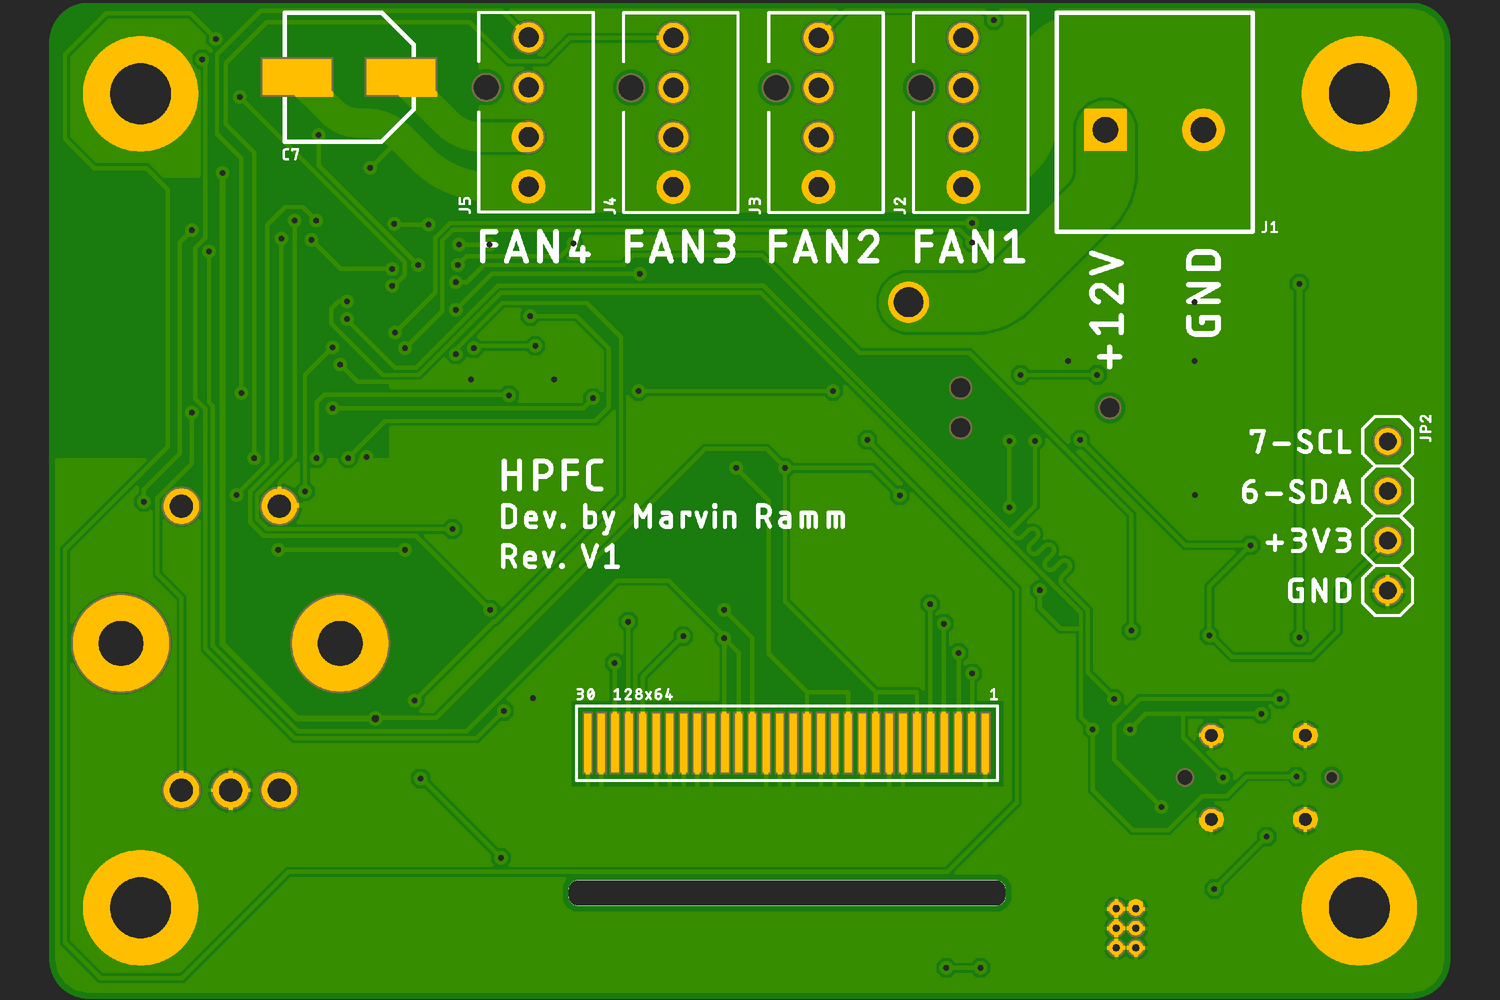 C7
J5
J4
J3
J2
J1
FAN4 FAN3 FAN2 FAN1
+12V
GND
JP2
7-SCL
6-SDA
+3V3
GND
HPFC
Dev. by Marvin Ramm
Rev. V1
30 128x64 1